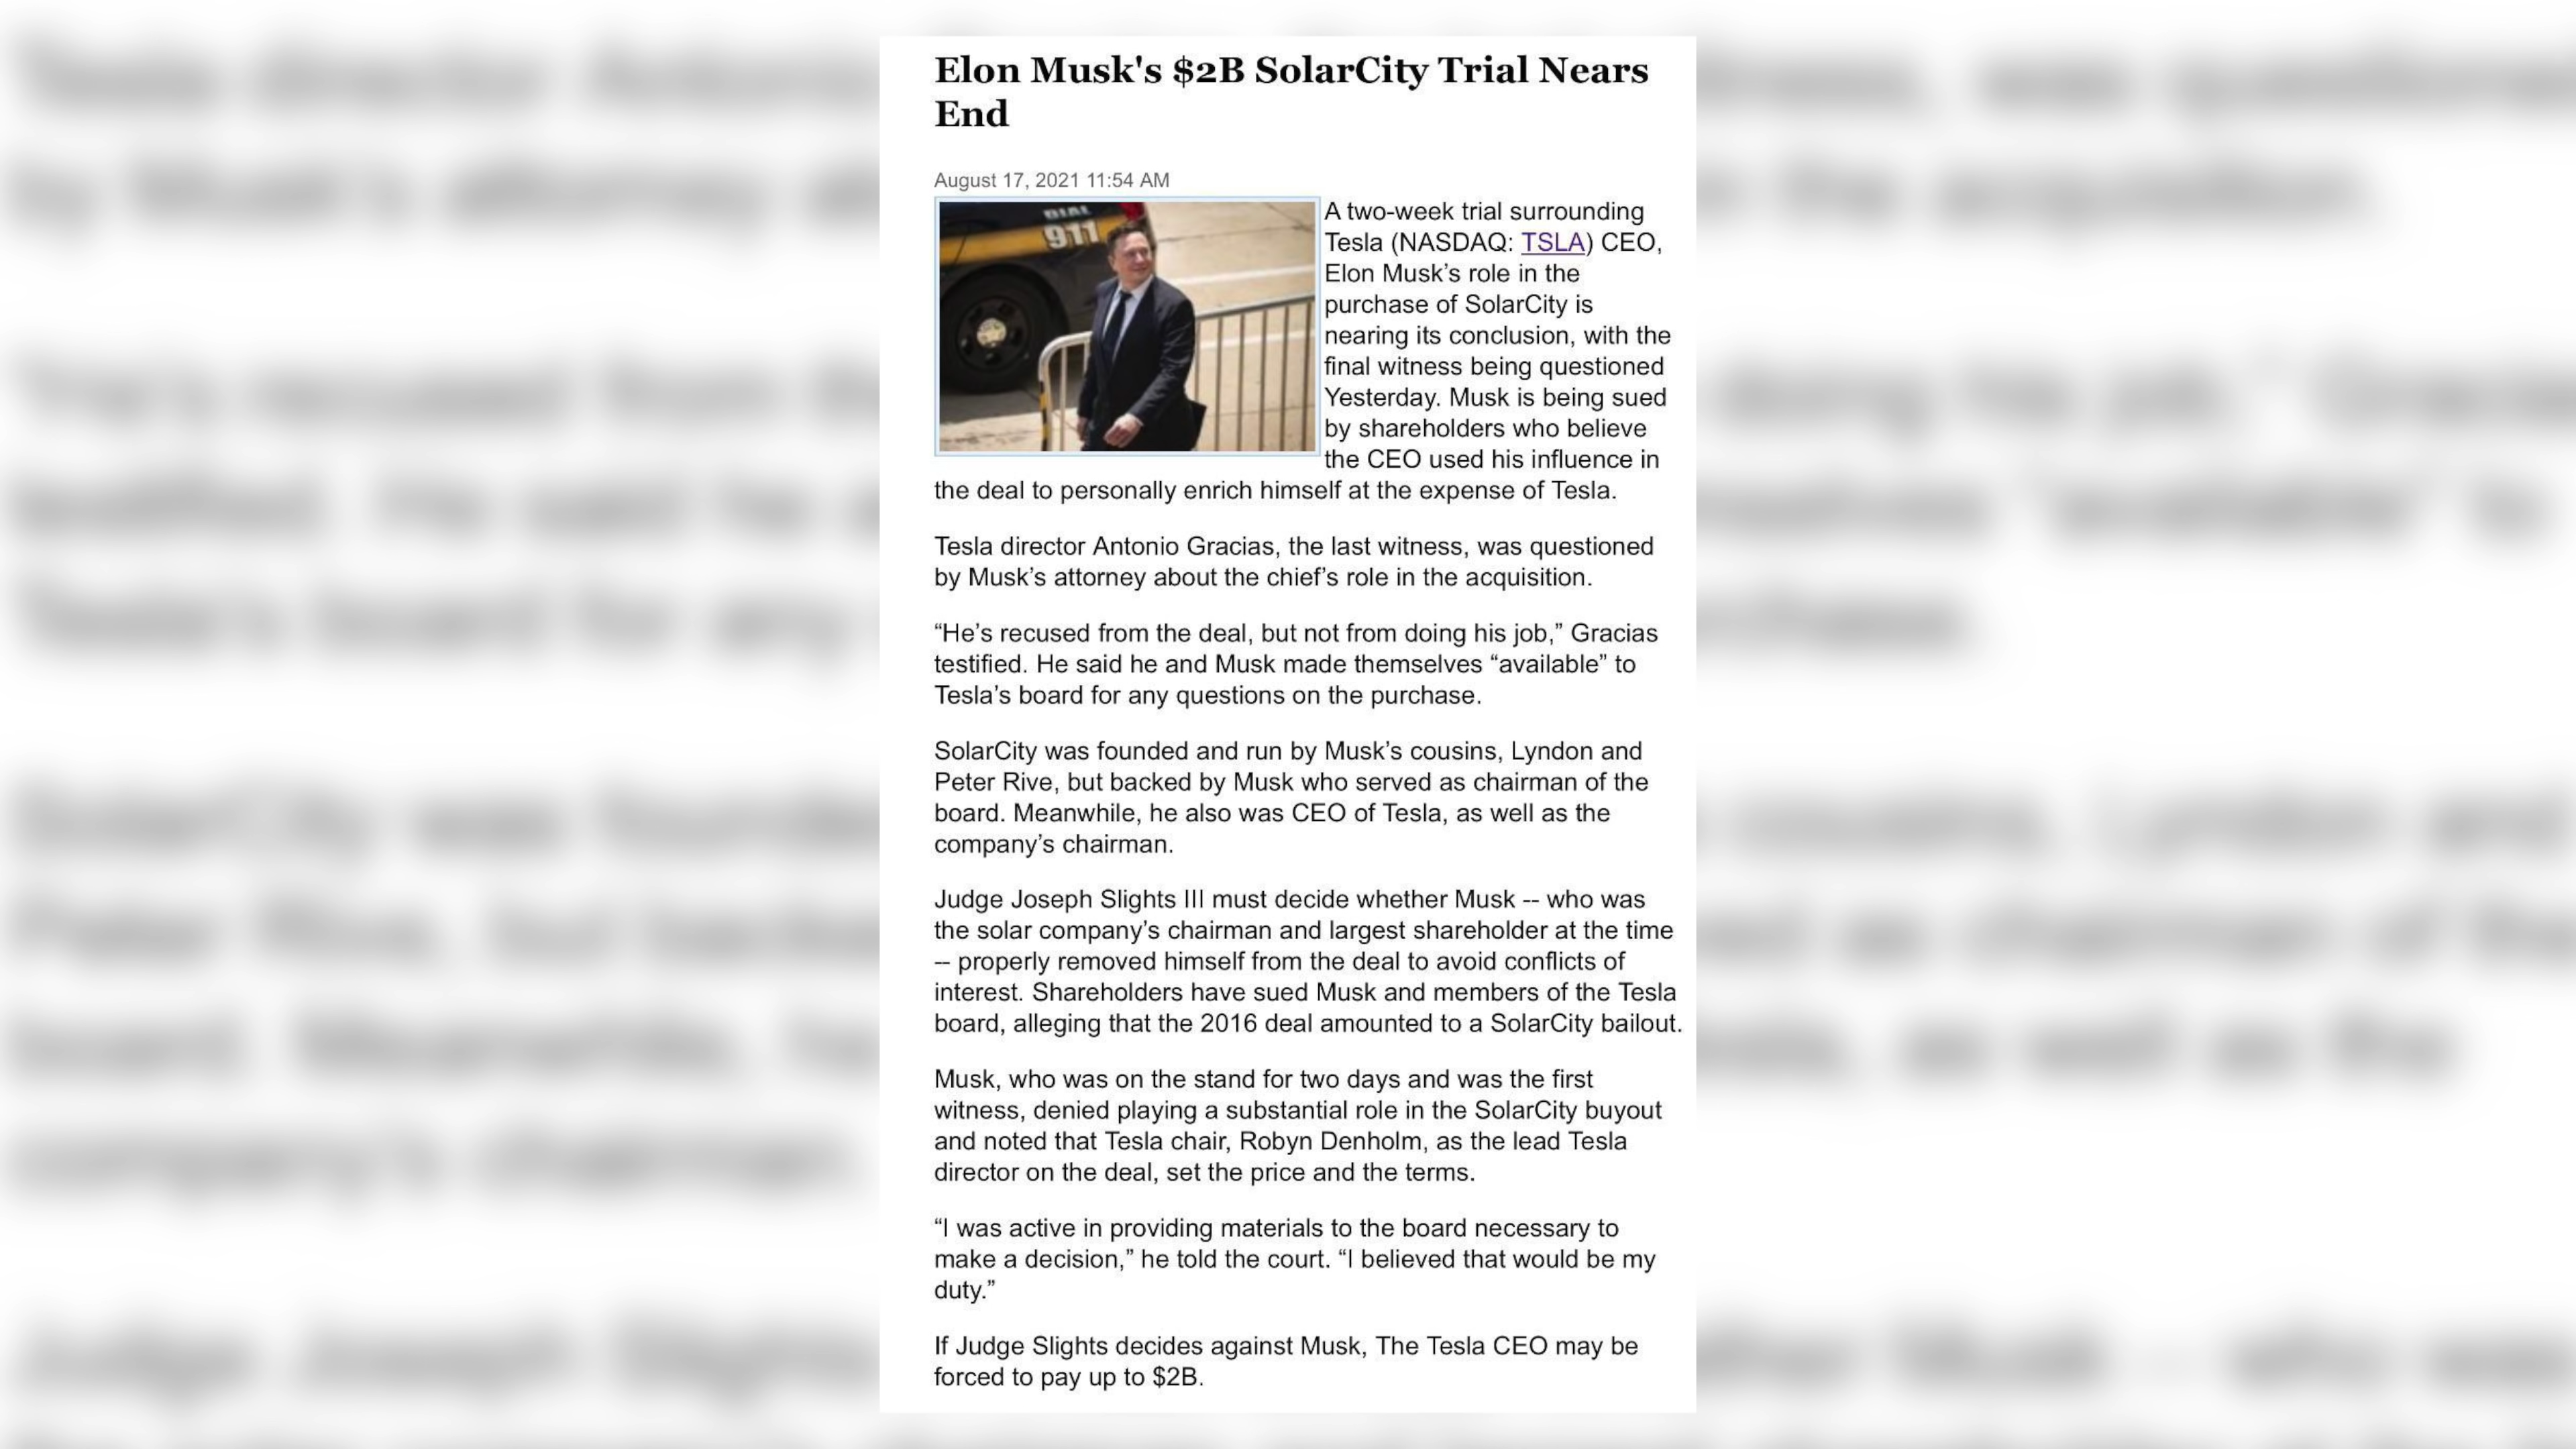 Elon Musk's $2B SolarCity Trial Nears
End
August 17, 2021 11:54 AM
DIAL
911
A two-week trial surrounding
Tesla (NASDAQ: TSLA) CEO,
Elon Musk’s role in the
purchase of SolarCity is
nearing its conclusion, with the
final witness being questioned
Yesterday. Musk is being sued
by shareholders who believe
the CEO used his influence in
the deal to personally enrich himself at the expense of Tesla.
Tesla director Antonio Gracias, the last witness, was questioned
by Musk’s attorney about the chief’s role in the acquisition.
“He’s recused from the deal, but not from doing his job,” Gracias
testified. He said he and Musk made themselves “available” to
Tesla’s board for any questions on the purchase.
SolarCity was founded and run by Musk’s cousins, Lyndon and
Peter Rive, but backed by Musk who served as chairman of the
board. Meanwhile, he also was CEO of Tesla, as well as the
company’s chairman.
Judge Joseph Slights III must decide whether Musk -- who was
the solar company’s chairman and largest shareholder at the time
-- properly removed himself from the deal to avoid conflicts of
interest. Shareholders have sued Musk and members of the Tesla
board, alleging that the 2016 deal amounted to a SolarCity bailout.
Musk, who was on the stand for two days and was the first
witness, denied playing a substantial role in the SolarCity buyout
and noted that Tesla chair, Robyn Denholm, as the lead Tesla
director on the deal, set the price and the terms.
“I was active in providing materials to the board necessary to
make a decision,” he told the court. “I believed that would be my
duty.”
If Judge Slights decides against Musk, The Tesla CEO may be
forced to pay up to $2B.